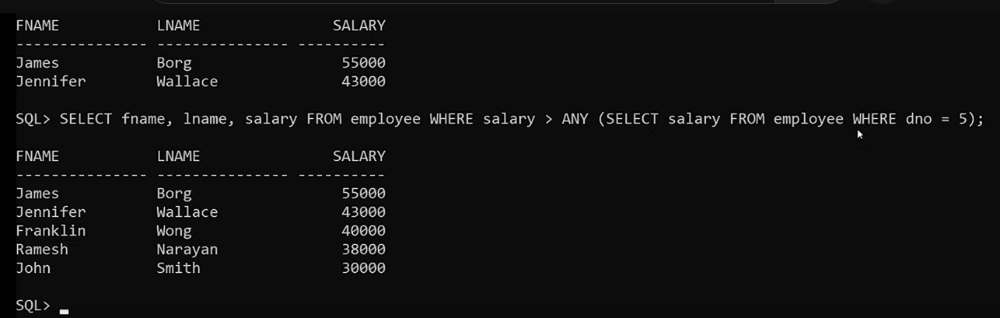 FNAME           LNAME                SALARY
--------------- --------------- ----------
James           Borg                  55000
Jennifer        Wallace               43000
SQL> SELECT fname, lname, salary FROM employee WHERE salary > ANY (SELECT salary FROM employee WHERE dno = 5);
FNAME           LNAME                SALARY
--------------- --------------- ----------
James           Borg                  55000
Jennifer        Wallace               43000
Franklin        Wong                  40000
Ramesh          Narayan               38000
John            Smith                 30000
SQL> _